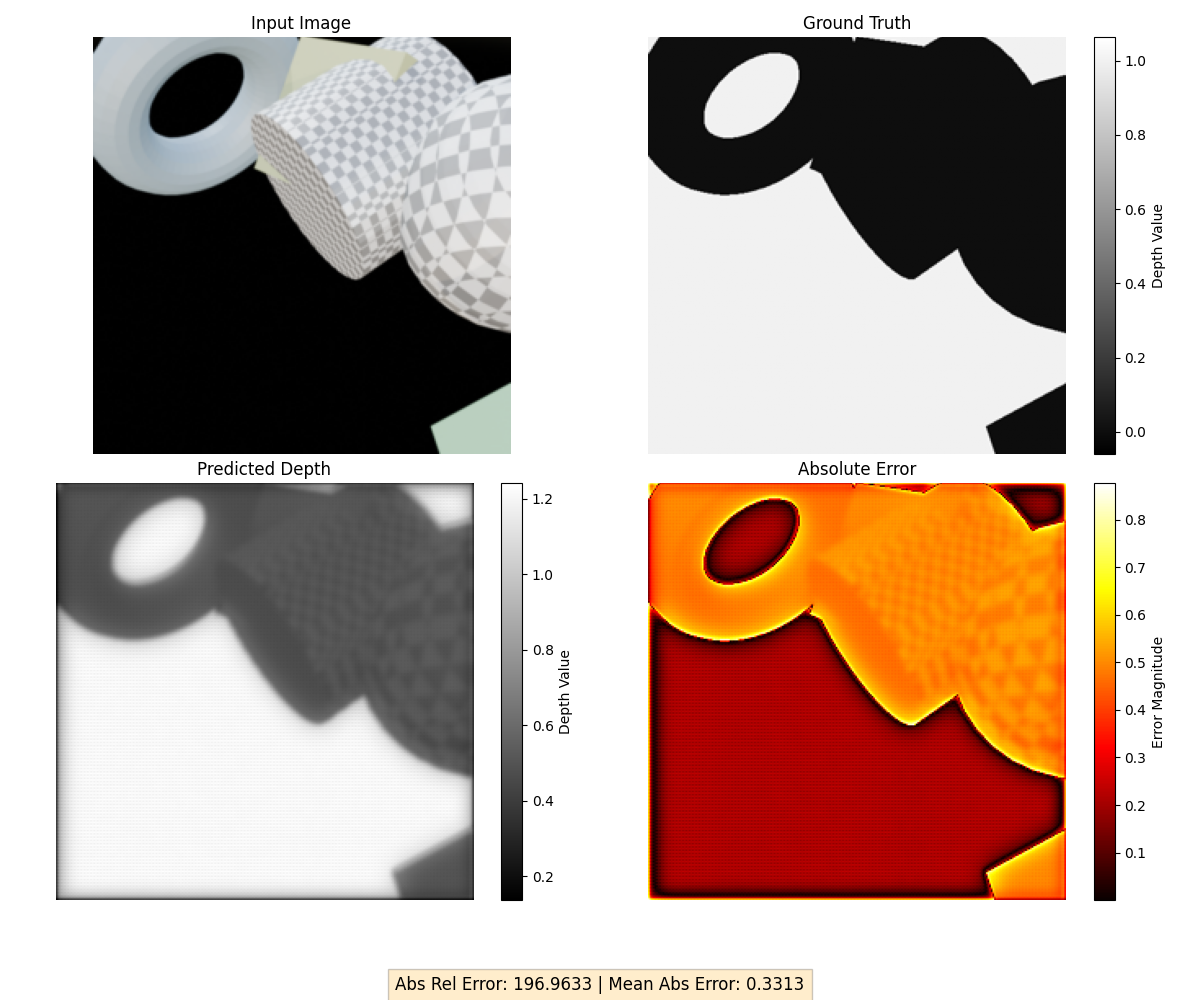 Input Image
Ground Truth
1.0
0.8
0.6
0.4
0.2
0.0
Depth Value
Predicted Depth
Absolute Error
1.2
1.0
0.8
0.6
0.4
0.2
Depth Value
0.8
0.7
0.6
0.5
0.4
0.3
0.2
0.1
Error Magnitude
Abs Rel Error: 196.9633 | Mean Abs Error: 0.3313